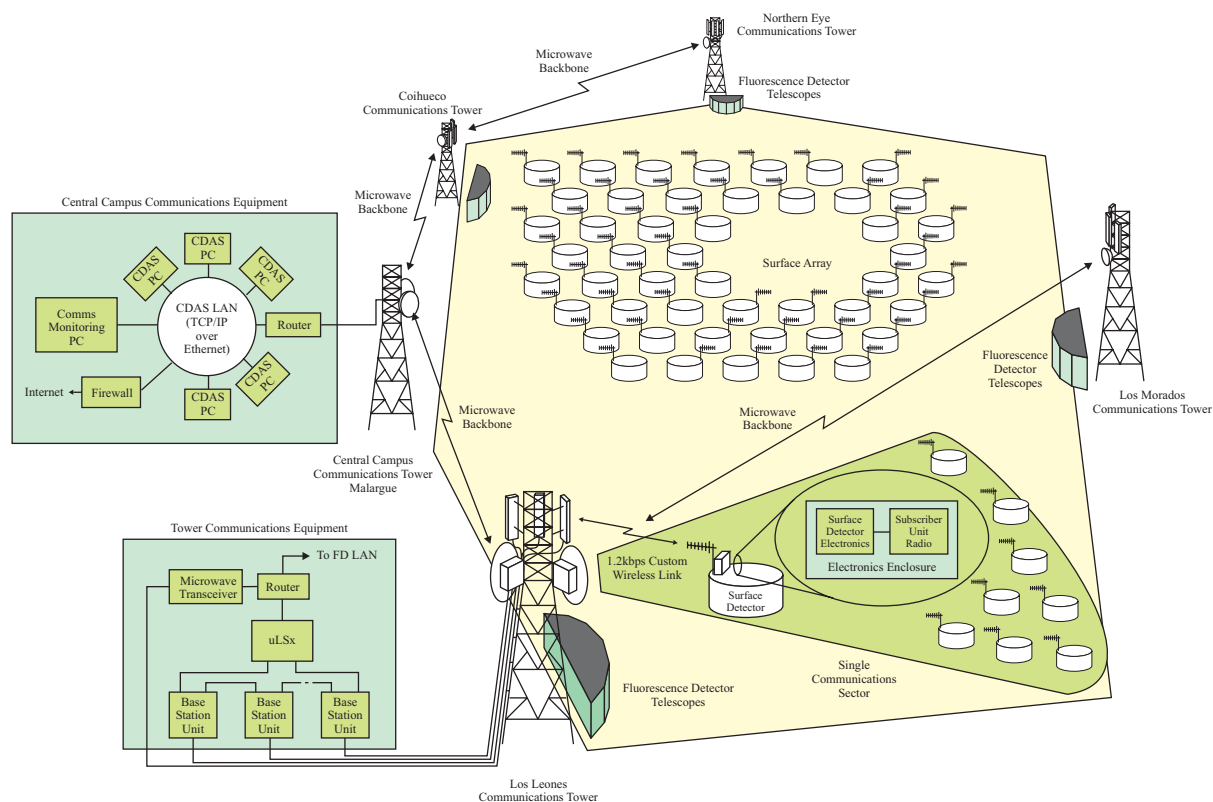 Northern Eye
Communications Tower
Microwave
Backbone
Fluorescence Detector
Telescopes
Coihueco
Communications Tower
Microwave
Backbone
Central Campus Communications Equipment
CDAS
PC
CDAS
PC
CDAS
PC
CDAS LAN
(TCP/IP
over
Ethernet)
Comms
Monitoring
PC
Router
Internet
Firewall
CDAS
PC
CDAS
PC
Surface Array
Fluorescence
Detector
Telescopes
Los Morados
Communications Tower
Microwave
Backbone
Microwave
Backbone
Central Campus
Communications Tower
Malargue
Tower Communications Equipment
To FD LAN
Microwave
Transceiver
Router
uLSx
Base
Station
Unit
Base
Station
Unit
Base
Station
Unit
1.2kbps Custom
Wireless Link
Surface
Detector
Surface
Detector
Electronics
Subscriber
Unit
Radio
Electronics Enclosure
Single
Communications
Sector
Fluorescence Detector
Telescopes
Los Leones
Communications Tower